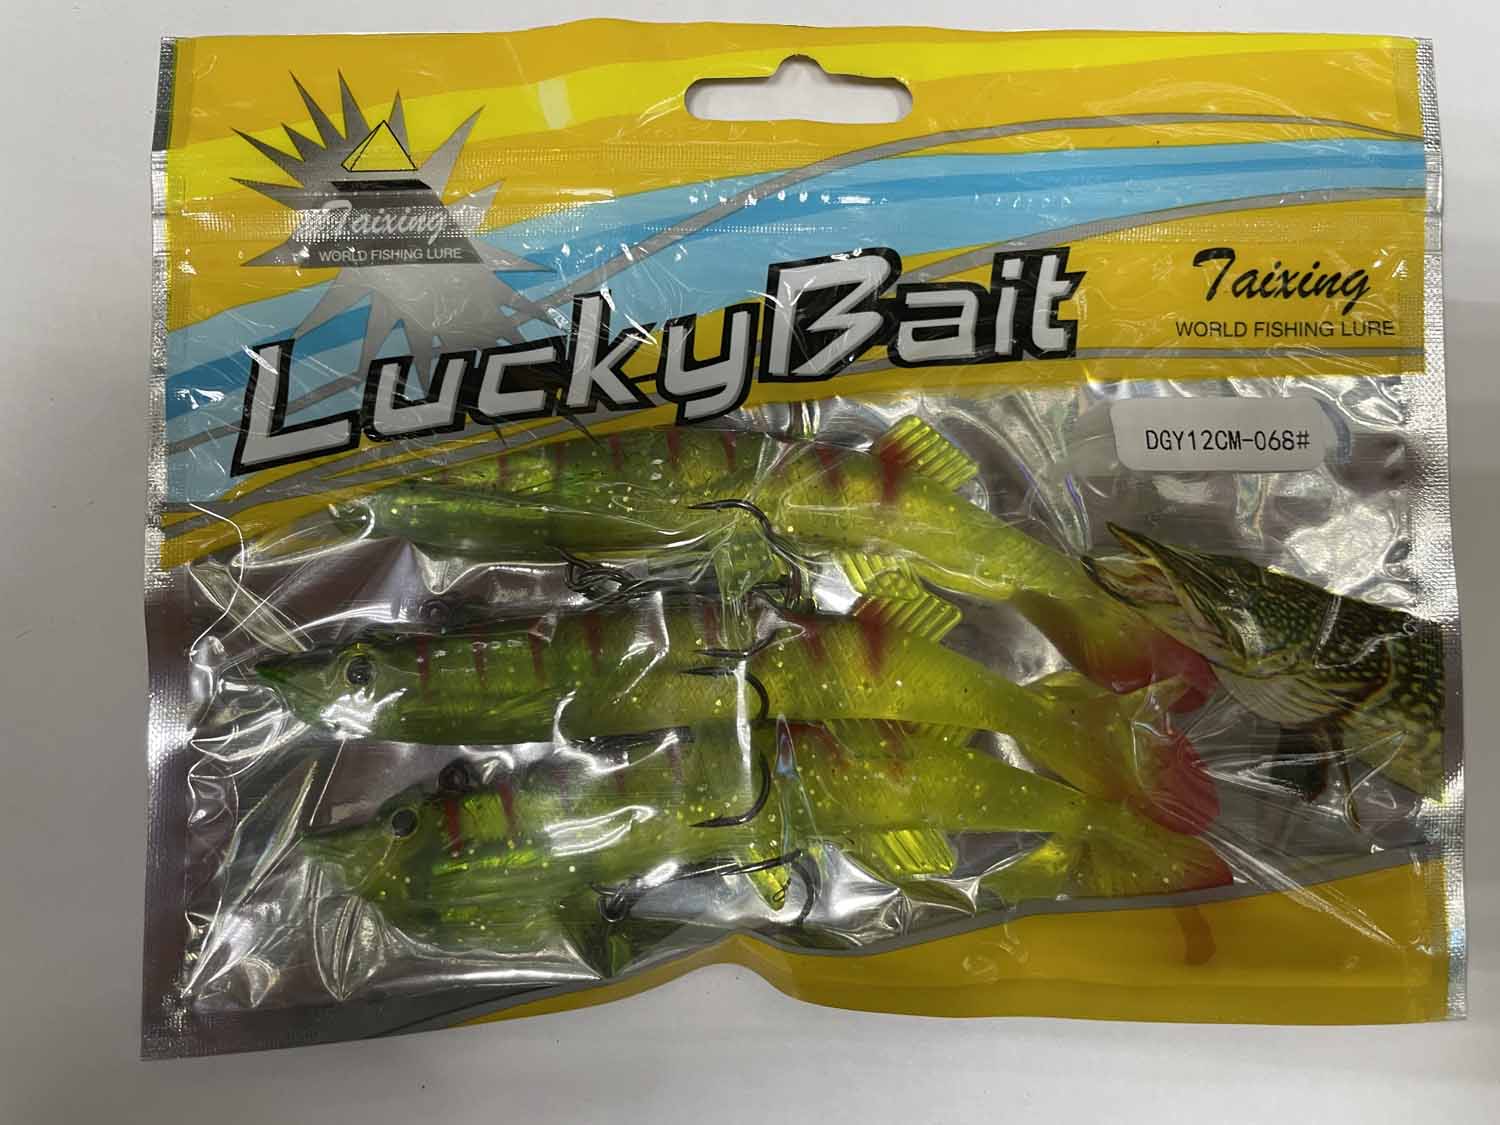 Taixing
WORLD FISHING LURE
LuckyBait
Taixing
WORLD FISHING LURE
DGY12CM-068#